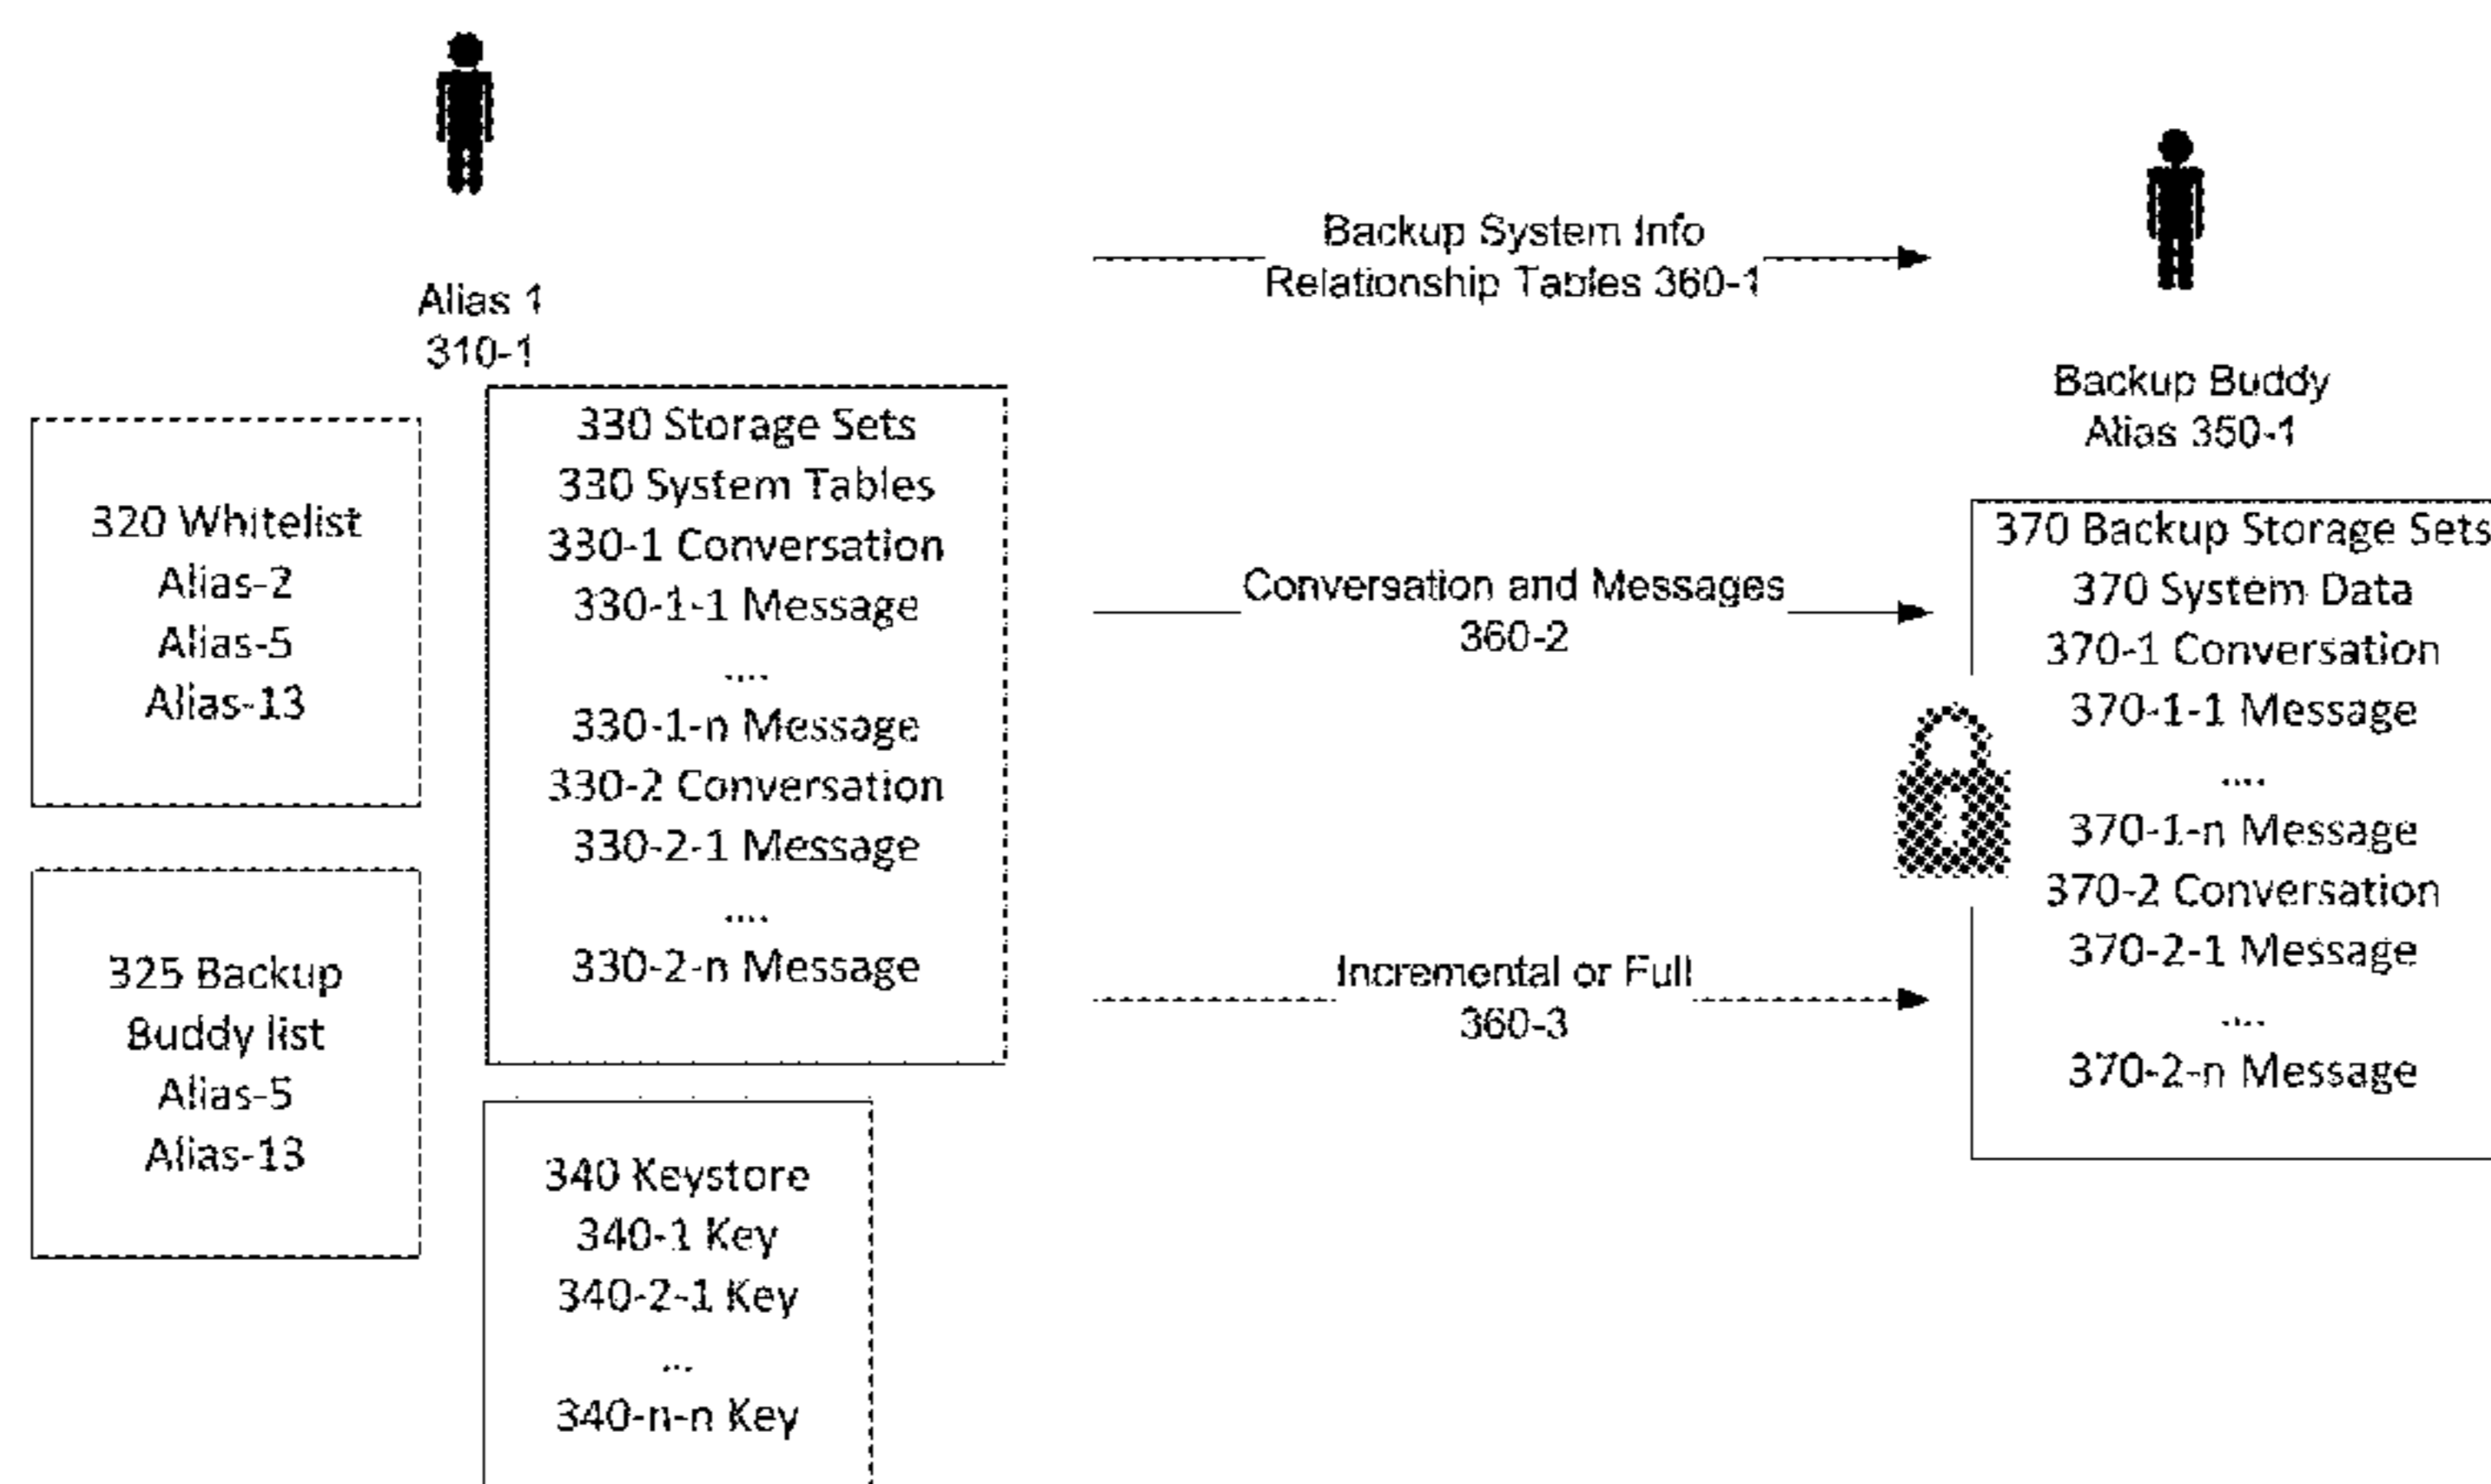 Alias 1
310-1
320 Whitelist
Alias-2
Alias-5
Alias-13
325 Backup
Buddy list
Alias-5
Alias-13
330 Storage Sets
330 System Tables
330-1 Conversation
330-1-1 Message
....
330-1-n Message
330-2 Conversation
330-2-1 Message
....
330-2-n Message
340 Keystore
340-1 Key
340-2-1 Key
...
340-n-n Key
Backup System Info
Relationship Tables 360-1
Conversation and Messages
360-2
Incremental or Full
360-3
Backup Buddy
Alias 350-1
370 Backup Storage Sets
370 System Data
370-1 Conversation
370-1-1 Message
....
370-1-n Message
370-2 Conversation
370-2-1 Message
....
370-2-n Message